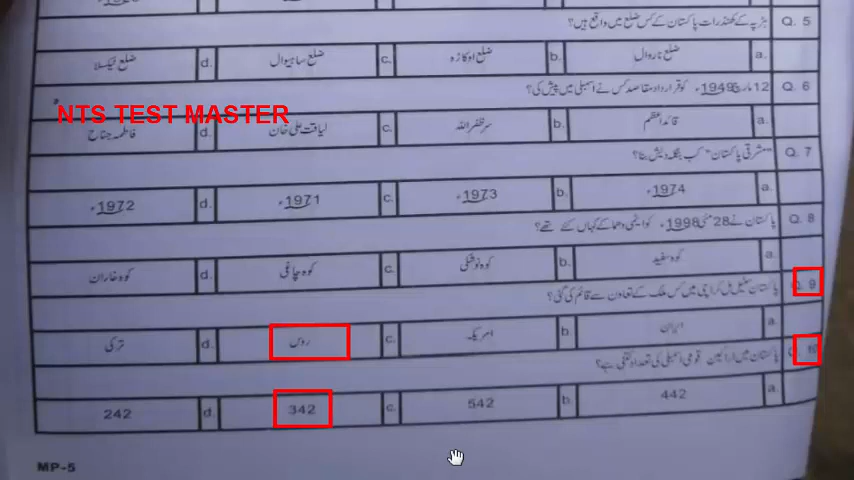 Q. 5 ہڑپہ کے کھنڈرات پاکستان کے کس ضلع میں واقع ہیں؟
a. ضلع نارووال b. ضلع اوکاڑہ c. ضلع ساہیوال d. ضلع ٹیکسلا
Q. 6 12 مارچ 1949ء کو قرارداد مقاصد کس نے اسمبلی میں پیش کی؟
NTS TEST MASTER
a. قائداعظم b. سر ظفر اللہ c. لیاقت علی خان d. فاطمہ جناح
Q. 7 "مشرقی پاکستان" کب بنگلہ دیش بنا؟
a. 1974ء b. 1973ء c. 1971ء d. 1972ء
Q. 8 پاکستان نے 28 مئی 1998ء کو ایٹمی دھماکے کہاں کئے تھے؟
a. کوہ سفید b. کوہ نوشکی c. کوہ چاغی d. کوہ خاران
Q. 9 پاکستان سٹیل مل کراچی میں کس ملک کے تعاون سے قائم کی گئی؟
a. ایران b امریکہ c. روس d. ترکی
پاکستان میں اراکین قومی اسمبلی کی تعداد کتنی ہے؟
a. 442 b. 542 c. 342 d. 242
MP-5